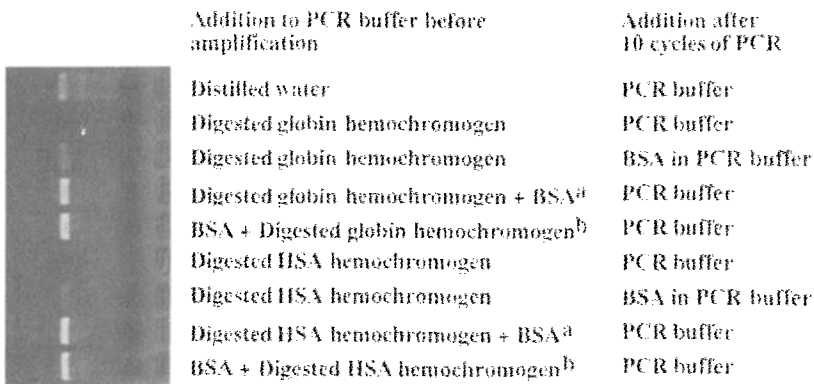 Addition to PCR buffer before amplification
Addition after 10 cycles of PCR
Distilled water PCR buffer
Digested globin hemochromogen PCR buffer
Digested globin hemochromogen BSA in PCR buffer
Digested globin hemochromogen + BSAa PCR buffer
BSA + Digested globin hemochromogenb PCR buffer
Digested HSA hemochromogen PCR buffer
Digested HSA hemochromogen BSA in PCR buffer
Digested HSA hemochromogen + BSAa PCR buffer
BSA + Digested HSA hemochromogenb PCR buffer